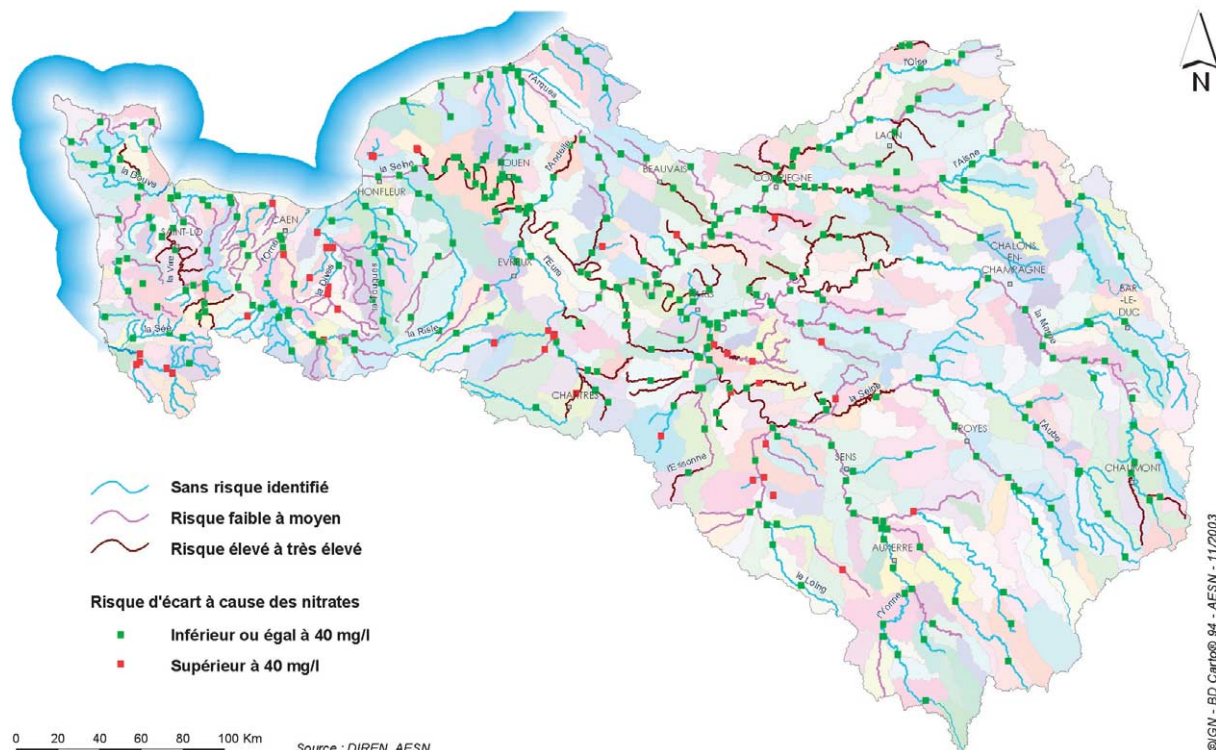 N
l'Oise
l'Arques
LAON
la Seine
ROUEN
l'Andelle
BEAUVAIS
COMPIEGNE
l'Aisne
la Douve
HONFLEUR
CAEN
SAINT-LO
l'Orne
la Vire
la Dives
EVREUX
l'Eure
PARIS
CHALONS-
EN-
CHAMPAGNE
BAR-
LE-
DUC
la Marne
la Sée
la Risle
CHARTRES
la Seine
TROYES
l'Aube
l'Essonne
SENS
CHAUMONT
AUXERRE
la Loing
l'Yonne
Sans risque identifié
Risque faible à moyen
Risque élevé à très élevé
Risque d'écart à cause des nitrates
Inférieur ou égal à 40 mg/l
Supérieur à 40 mg/l
0 20 40 60 80 100 Km
Source : DIREN, AESN
©IGN - BD Carto® 94 - AESN - 11/2003